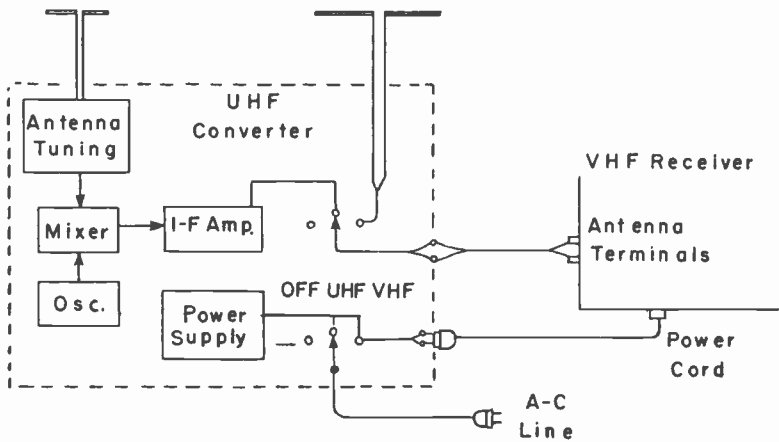 UHF
Converter
Antenna
Tuning
VHF Receiver
Mixer
I-F Amp.
Antenna
Terminals
Osc.
OFF UHF VHF
Power
Supply
Power
Cord
A-C
Line